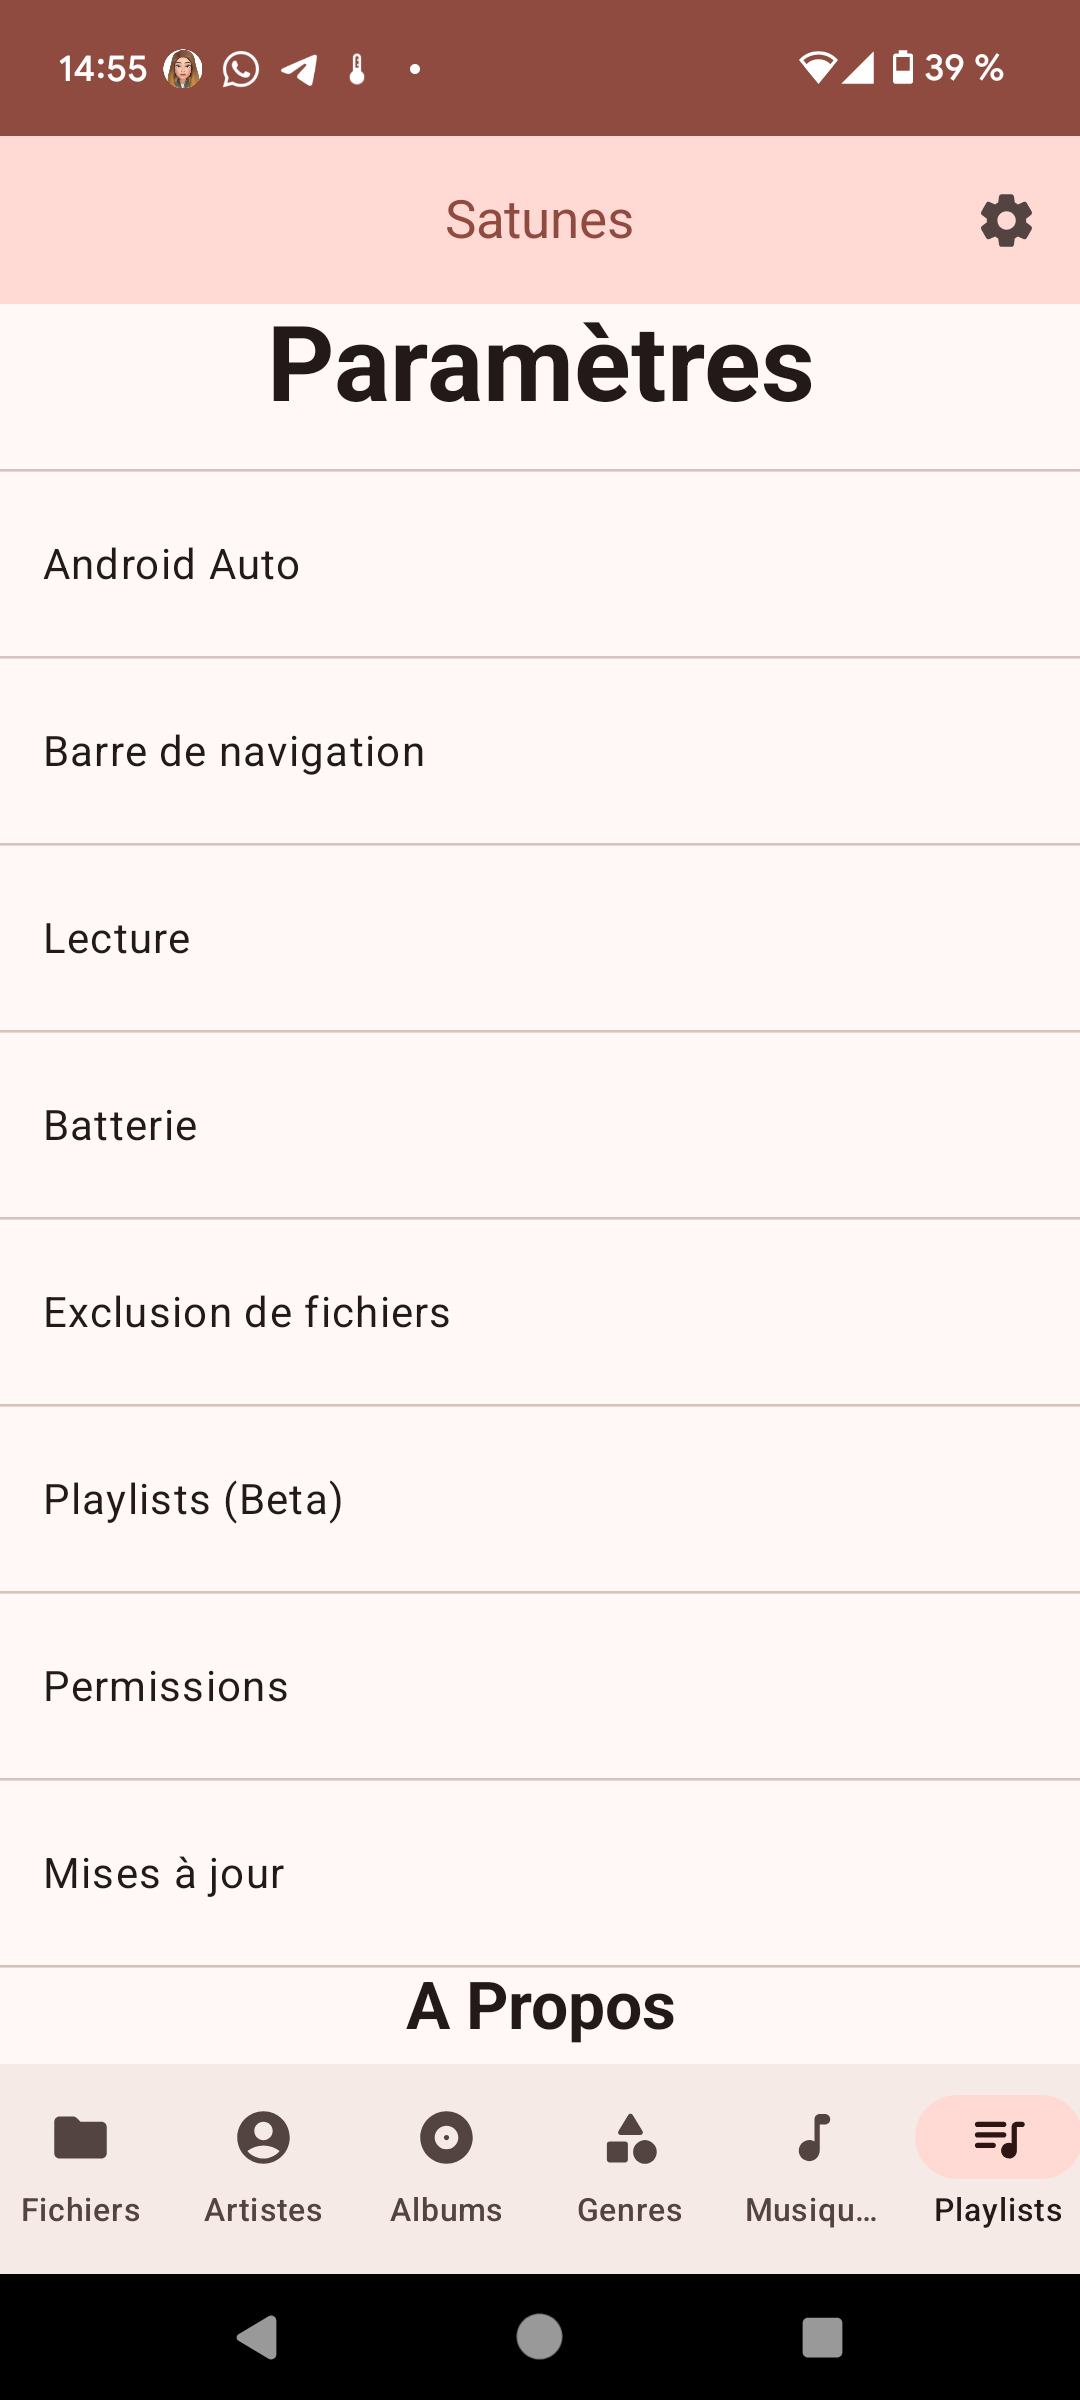 14:55 39 %
Satunes
Paramètres
Android Auto
Barre de navigation
Lecture
Batterie
Exclusion de fichiers
Playlists (Beta)
Permissions
Mises à jour
A Propos
Fichiers Artistes Albums Genres Musiqu... Playlists